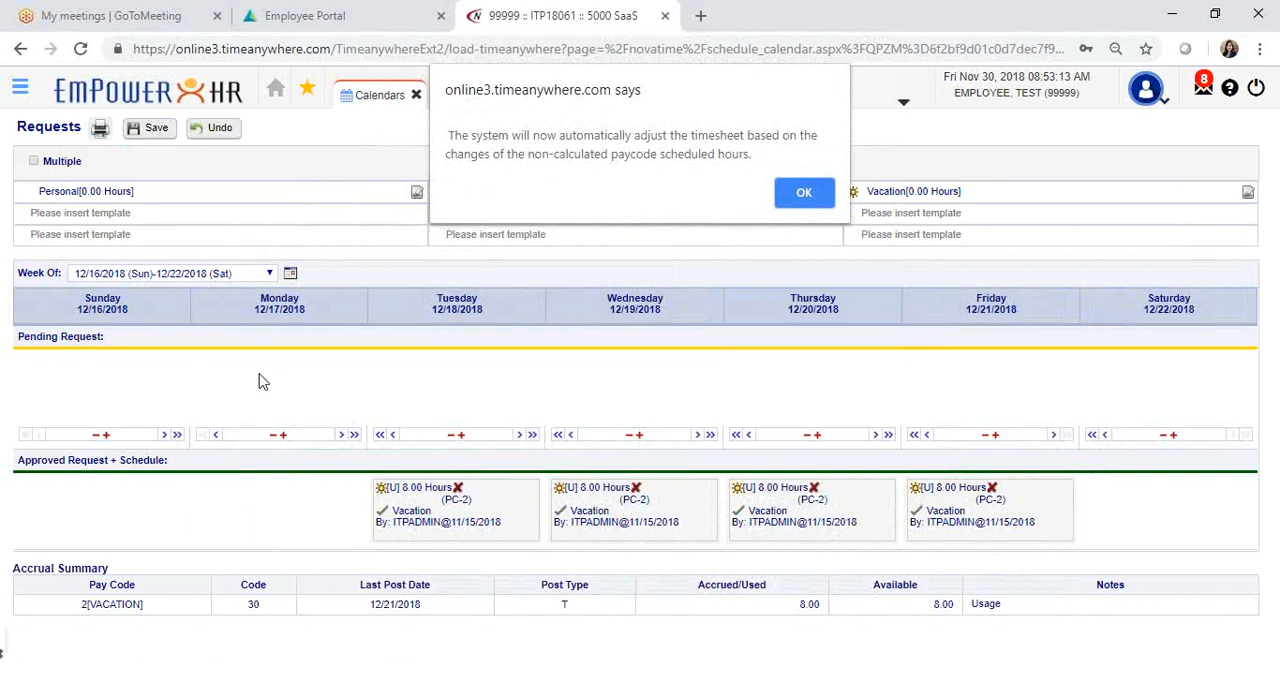 My meetings | GoToMeeting
Employee Portal
99999 :: ITP18061 :: 5000 SaaS
https://online3.timeanywhere.com/TimeanywhereExt2/load-timeanywhere?page=%2Fnovatime%2Fschedule_calendar.aspx%3FQPZM%3D6f2bf9d01c0d7dec7f9...
EMPOWER HR
Calendars
online3.timeanywhere.com says
The system will now automatically adjust the timesheet based on the
changes of the non-calculated paycode scheduled hours.
OK
Fri Nov 30, 2018 08:53:13 AM
EMPLOYEE, TEST (99999)
8
Requests
Save
Undo
Multiple
Personal[0.00 Hours]
Vacation[0.00 Hours]
Please insert template
Please insert template
Please insert template
Please insert template
Please insert template
Week Of: 12/16/2018 (Sun)-12/22/2018 (Sat)
Sunday
12/16/2018
Monday
12/17/2018
Tuesday
12/18/2018
Wednesday
12/19/2018
Thursday
12/20/2018
Friday
12/21/2018
Saturday
12/22/2018
Pending Request:
Approved Request + Schedule:
[U] 8.00 Hours
(PC-2)
Vacation
By: ITPADMIN@11/15/2018
[U] 8.00 Hours
(PC-2)
Vacation
By: ITPADMIN@11/15/2018
[U] 8.00 Hours
(PC-2)
Vacation
By: ITPADMIN@11/15/2018
[U] 8.00 Hours
(PC-2)
Vacation
By: ITPADMIN@11/15/2018
Accrual Summary
Pay Code Code Last Post Date Post Type Accrued/Used Available Notes
2[VACATION] 30 12/21/2018 T 8.00 8.00 Usage